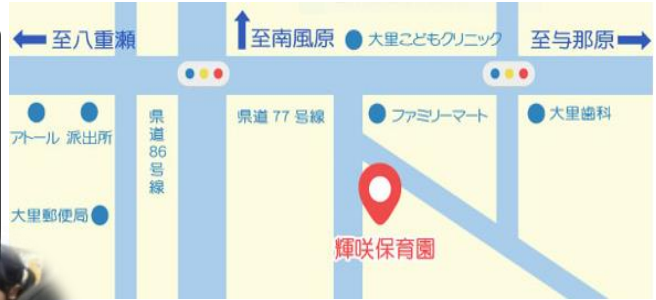 至八重瀬
至南風原
大里こどもクリニック
至与那原
アトール
派出所
県道86号線
県道77号線
ファミリーマート
大里歯科
大里郵便局
輝咲保育園